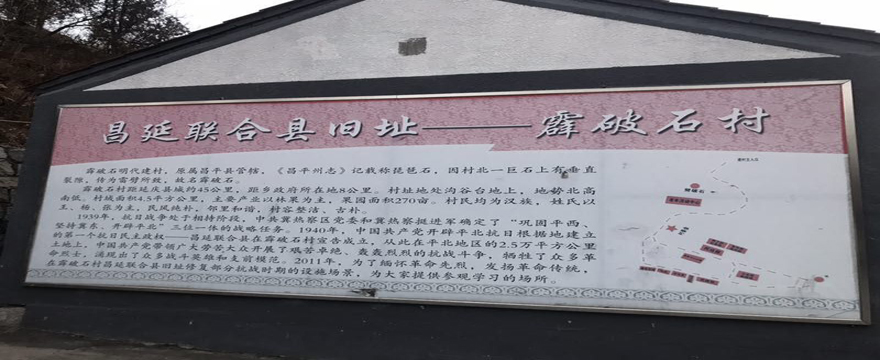 昌延联合县旧址——霹破石村
霹破石明代建村，原属昌平县管辖，《昌平州志》记载称琵琶石，因村北一巨石上有垂直
裂隙，传为雷劈所致，故名霹破石。
霹破石村距延庆县城约45公里，距乡政府所在地8公里。村址地处沟谷台地上，地势北高
南低。村域面积4.5平方公里，主要产业以林果为主，果园面积270亩。村民均为汉族，姓氏以
王、杨、张为主，民风纯朴，邻里和谐，村容整洁、古朴。
1939年，抗日战争处于相持阶段，中共冀热察区党委和冀热察挺进军确定了“巩固平西，
坚持冀东、开辟平北”三位一体的战略任务。1940年，中国共产党开辟平北抗日根据地建立
的第一个抗日民主政权——昌延联合县在霹破石村宣告成立，从此在平北地区的2.5万平方公里
土地上，中国共产党带领广大劳苦大众开展了艰苦卓绝、轰轰烈烈的抗战斗争，牺牲了众多革
命烈士，涌现出了众多战斗英雄和支前模范。2011年，为了缅怀革命先烈，发扬革命传统，
在霹破石村昌延联合县旧址修复部分抗战时期的设施场景，为大家提供参观学习的场所。